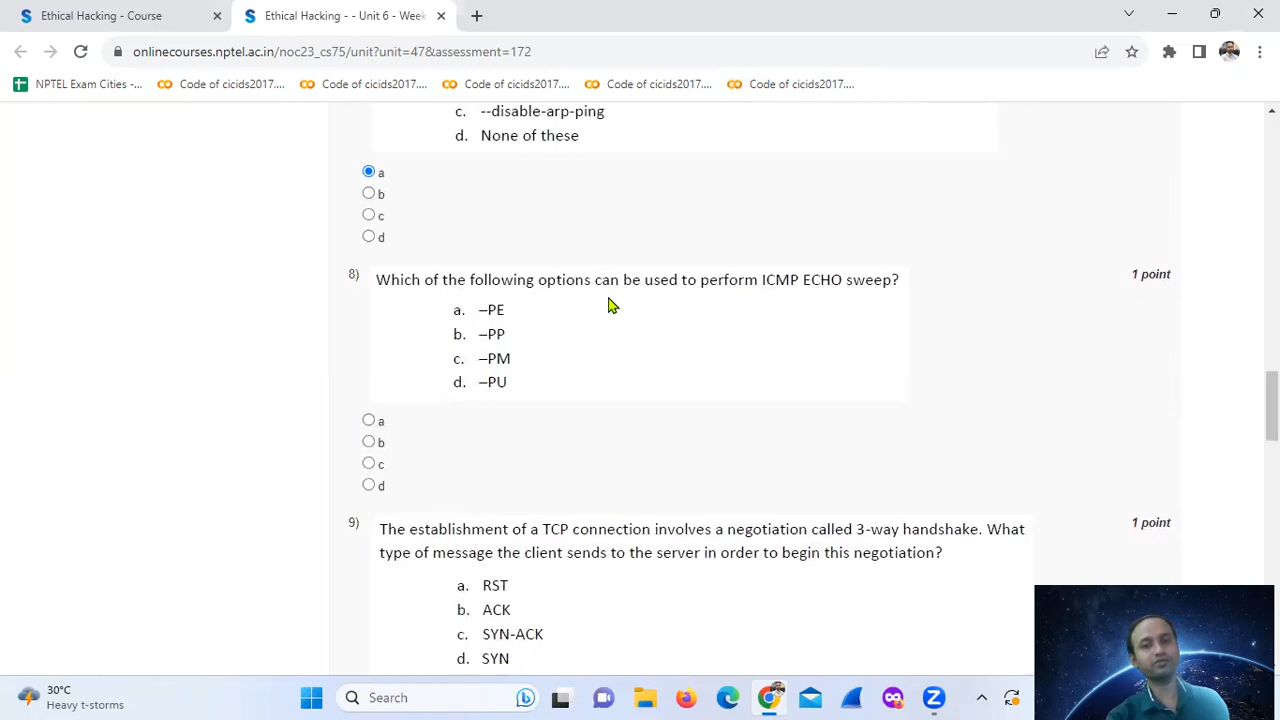 Ethical Hacking - Course
Ethical Hacking - - Unit 6 - Week
onlinecourses.nptel.ac.in/noc23_cs75/unit?unit=47&assessment=172
NPTEL Exam Cities -...
Code of cicids2017....
Code of cicids2017....
Code of cicids2017....
Code of cicids2017....
Code of cicids2017....
c. --disable-arp-ping
d. None of these
a
b
c
d
8) Which of the following options can be used to perform ICMP ECHO sweep? 1 point
a. –PE
b. –PP
c. –PM
d. –PU
a
b
c
d
9) The establishment of a TCP connection involves a negotiation called 3-way handshake. What 1 point
type of message the client sends to the server in order to begin this negotiation?
a. RST
b. ACK
c. SYN-ACK
d. SYN
30°C
Heavy t-storms
Search